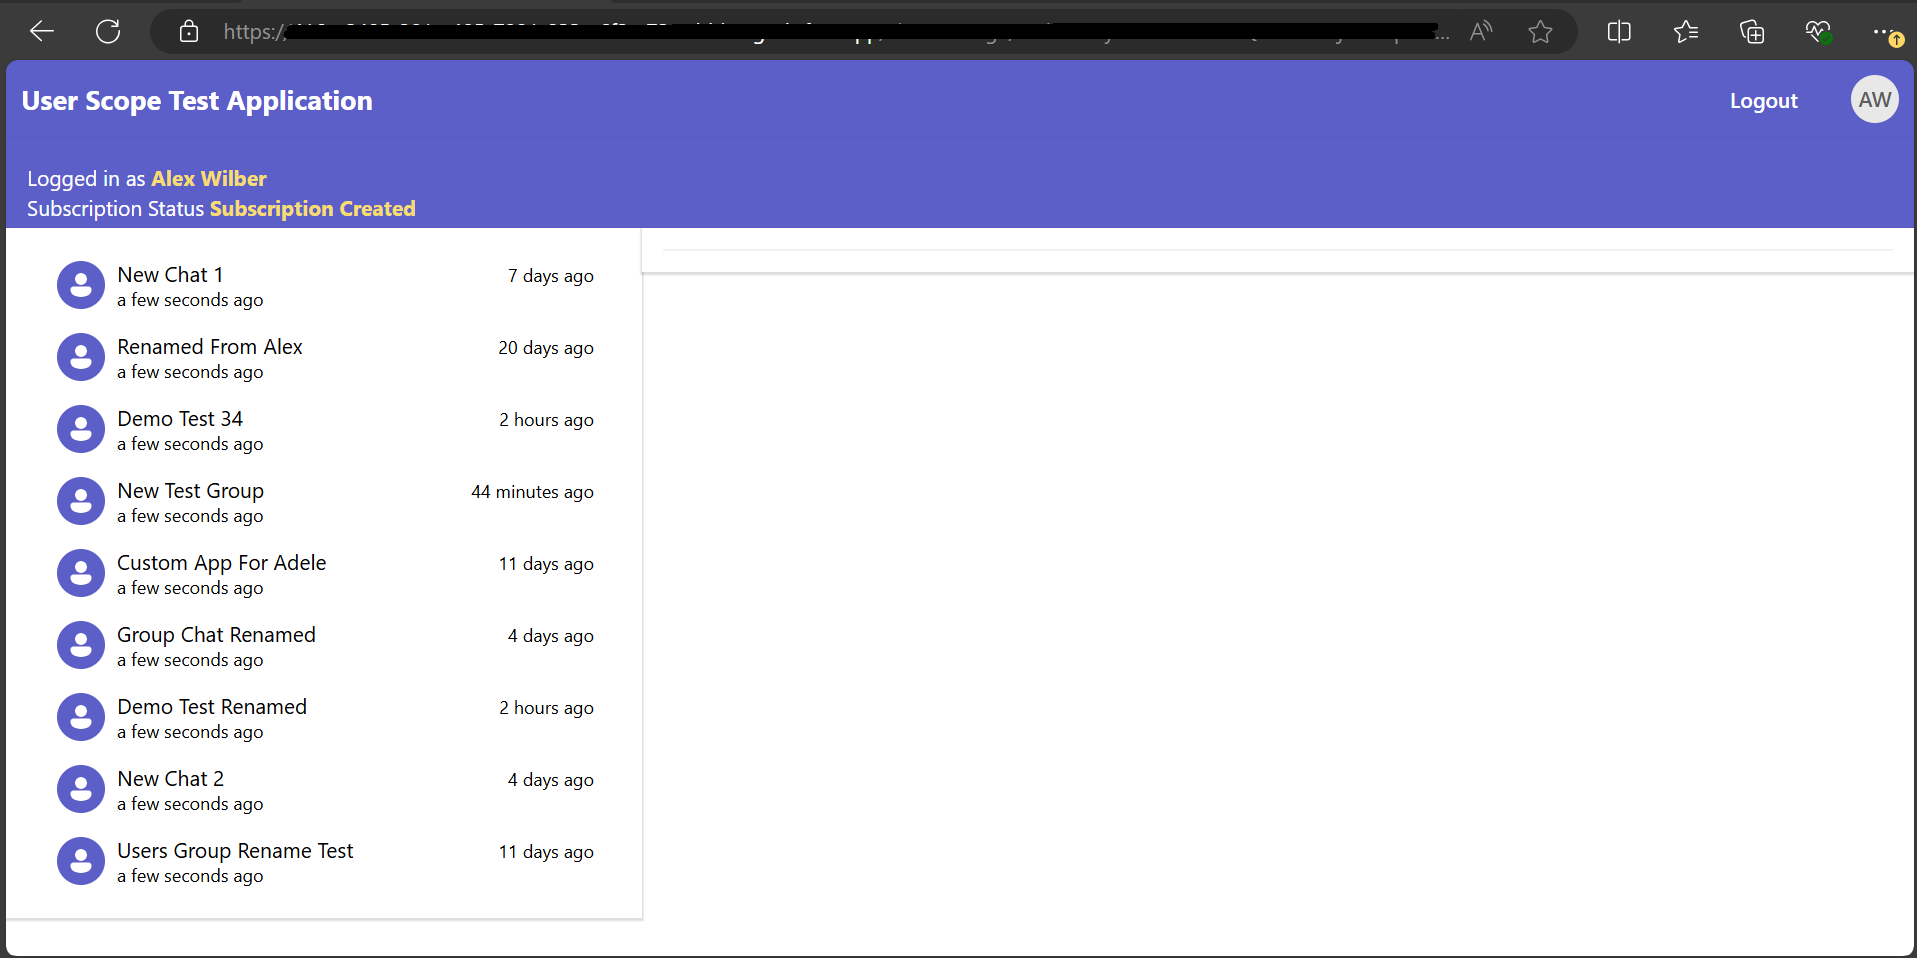 https:/
User Scope Test Application
Logout
AW
Logged in as Alex Wilber
Subscription Status Subscription Created
New Chat 1 7 days ago
a few seconds ago
Renamed From Alex 20 days ago
a few seconds ago
Demo Test 34 2 hours ago
a few seconds ago
New Test Group 44 minutes ago
a few seconds ago
Custom App For Adele 11 days ago
a few seconds ago
Group Chat Renamed 4 days ago
a few seconds ago
Demo Test Renamed 2 hours ago
a few seconds ago
New Chat 2 4 days ago
a few seconds ago
Users Group Rename Test 11 days ago
a few seconds ago